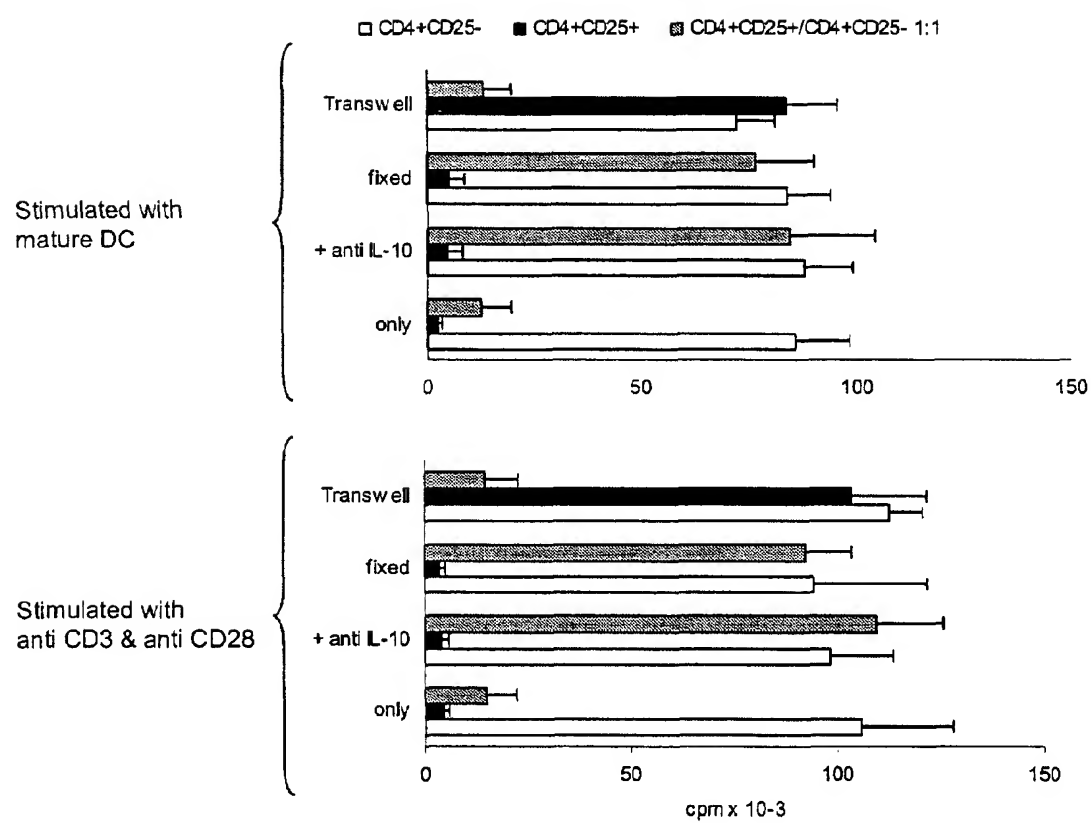 CD4+CD25- CD4+CD25+ CD4+CD25+/CD4+CD25- 1:1
Stimulated with
mature DC
Transwell
fixed
+ anti IL-10
only
0 50 100 150
Stimulated with
anti CD3 & anti CD28
Transwell
fixed
+ anti IL-10
only
0 50 100 150
cpm x 10-3